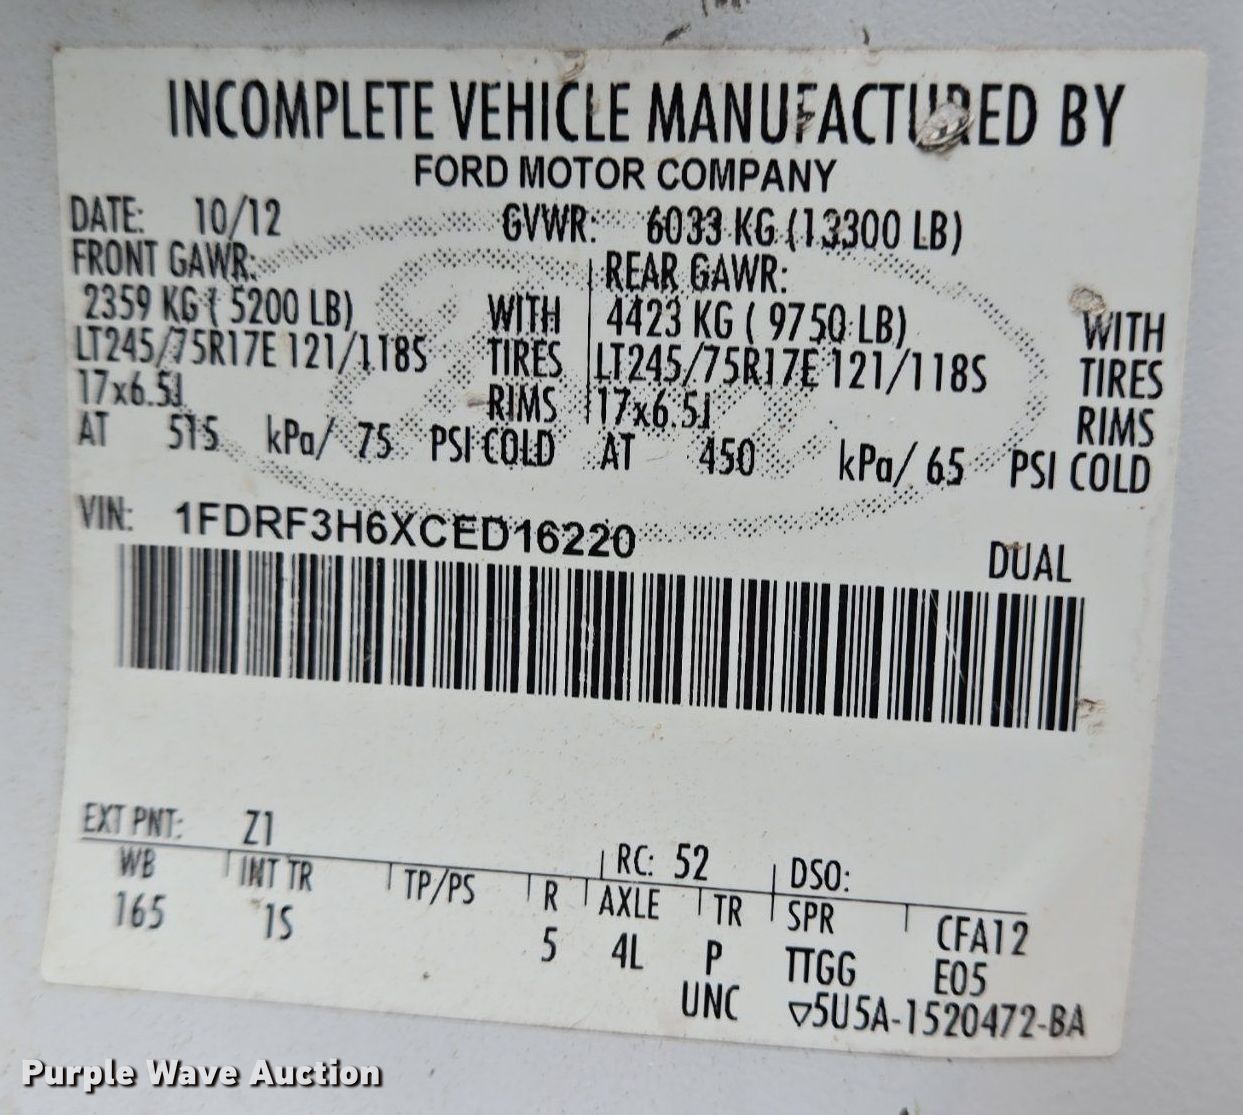 INCOMPLETE VEHICLE MANUFACTURED BY
FORD MOTOR COMPANY
DATE: 10/12 GVWR: 6033 KG (13300 LB)
FRONT GAWR: REAR GAWR:
2359 KG ( 5200 LB) WITH 4423 KG ( 9750 LB) WITH
LT245/75R17E 121/118S TIRES LT245/75R17E 121/118S TIRES
17x6.5J RIMS 17x6.5J RIMS
AT 515 kPa/ 75 PSI COLD AT 450 kPa/ 65 PSI COLD
VIN: 1FDRF3H6XCED16220
DUAL
EXT PNT: Z1 RC: 52 DSO:
WB INT TR TP/PS R AXLE TR SPR CFA12
165 1S 5 4L P TTGG E05
UNC ▽5U5A-1520472-BA
Purple Wave Auction